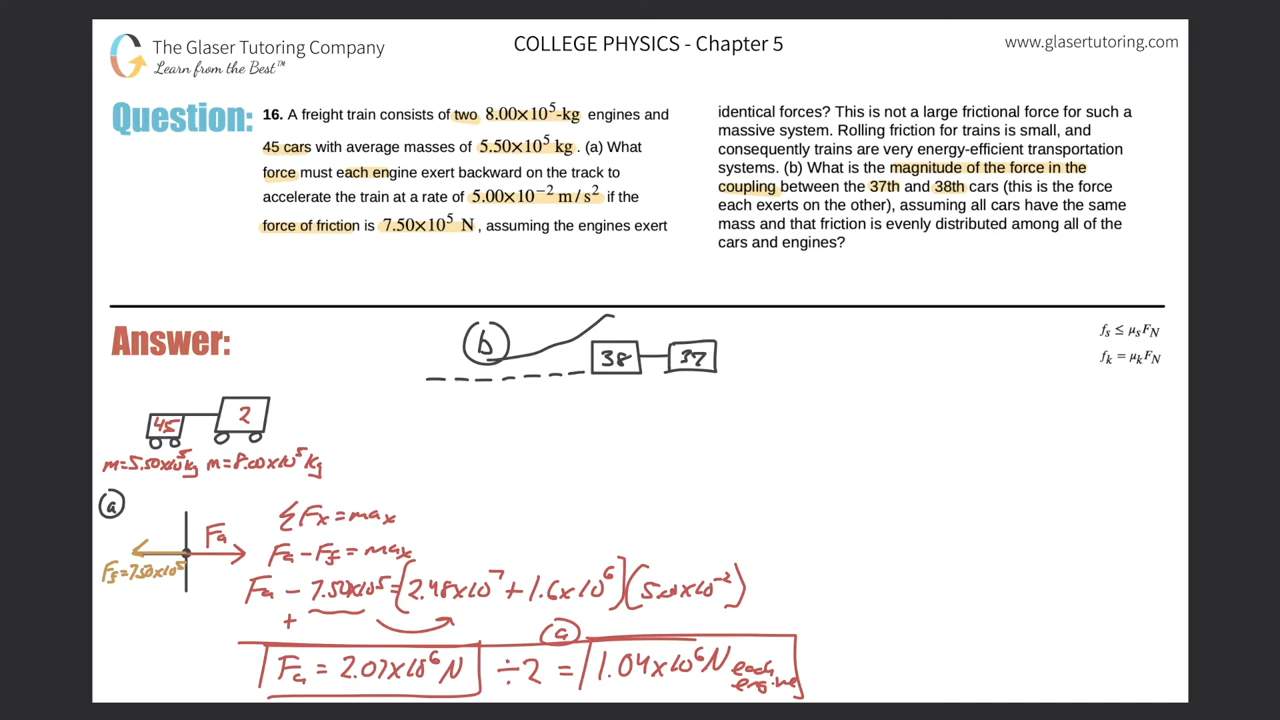 The Glaser Tutoring Company
Learn from the Best™
COLLEGE PHYSICS - Chapter 5
www.glasertutoring.com
Question:
16. A freight train consists of two 8.00×10⁵-kg engines and
45 cars with average masses of 5.50×10⁵ kg . (a) What
force must each engine exert backward on the track to
accelerate the train at a rate of 5.00×10⁻² m / s² if the
force of friction is 7.50×10⁵ N , assuming the engines exert
identical forces? This is not a large frictional force for such a
massive system. Rolling friction for trains is small, and
consequently trains are very energy-efficient transportation
systems. (b) What is the magnitude of the force in the
coupling between the 37th and 38th cars (this is the force
each exerts on the other), assuming all cars have the same
mass and that friction is evenly distributed among all of the
cars and engines?
Answer:
fs ≤ μsFN
fk = μkFN
b
38
37
45
2
m=5.50x10⁵kg
m=8.00x10⁵kg
a
Fa
Ff=7.50x10⁵
ΣFx=max
Fa-Ff=max
Fa - 7.50x10⁵=(2.48x10⁷+1.6x10⁶)(5.00x10⁻²)
+
a
Fa = 2.07x10⁶N ÷2 = 1.04x10⁶N each
engine